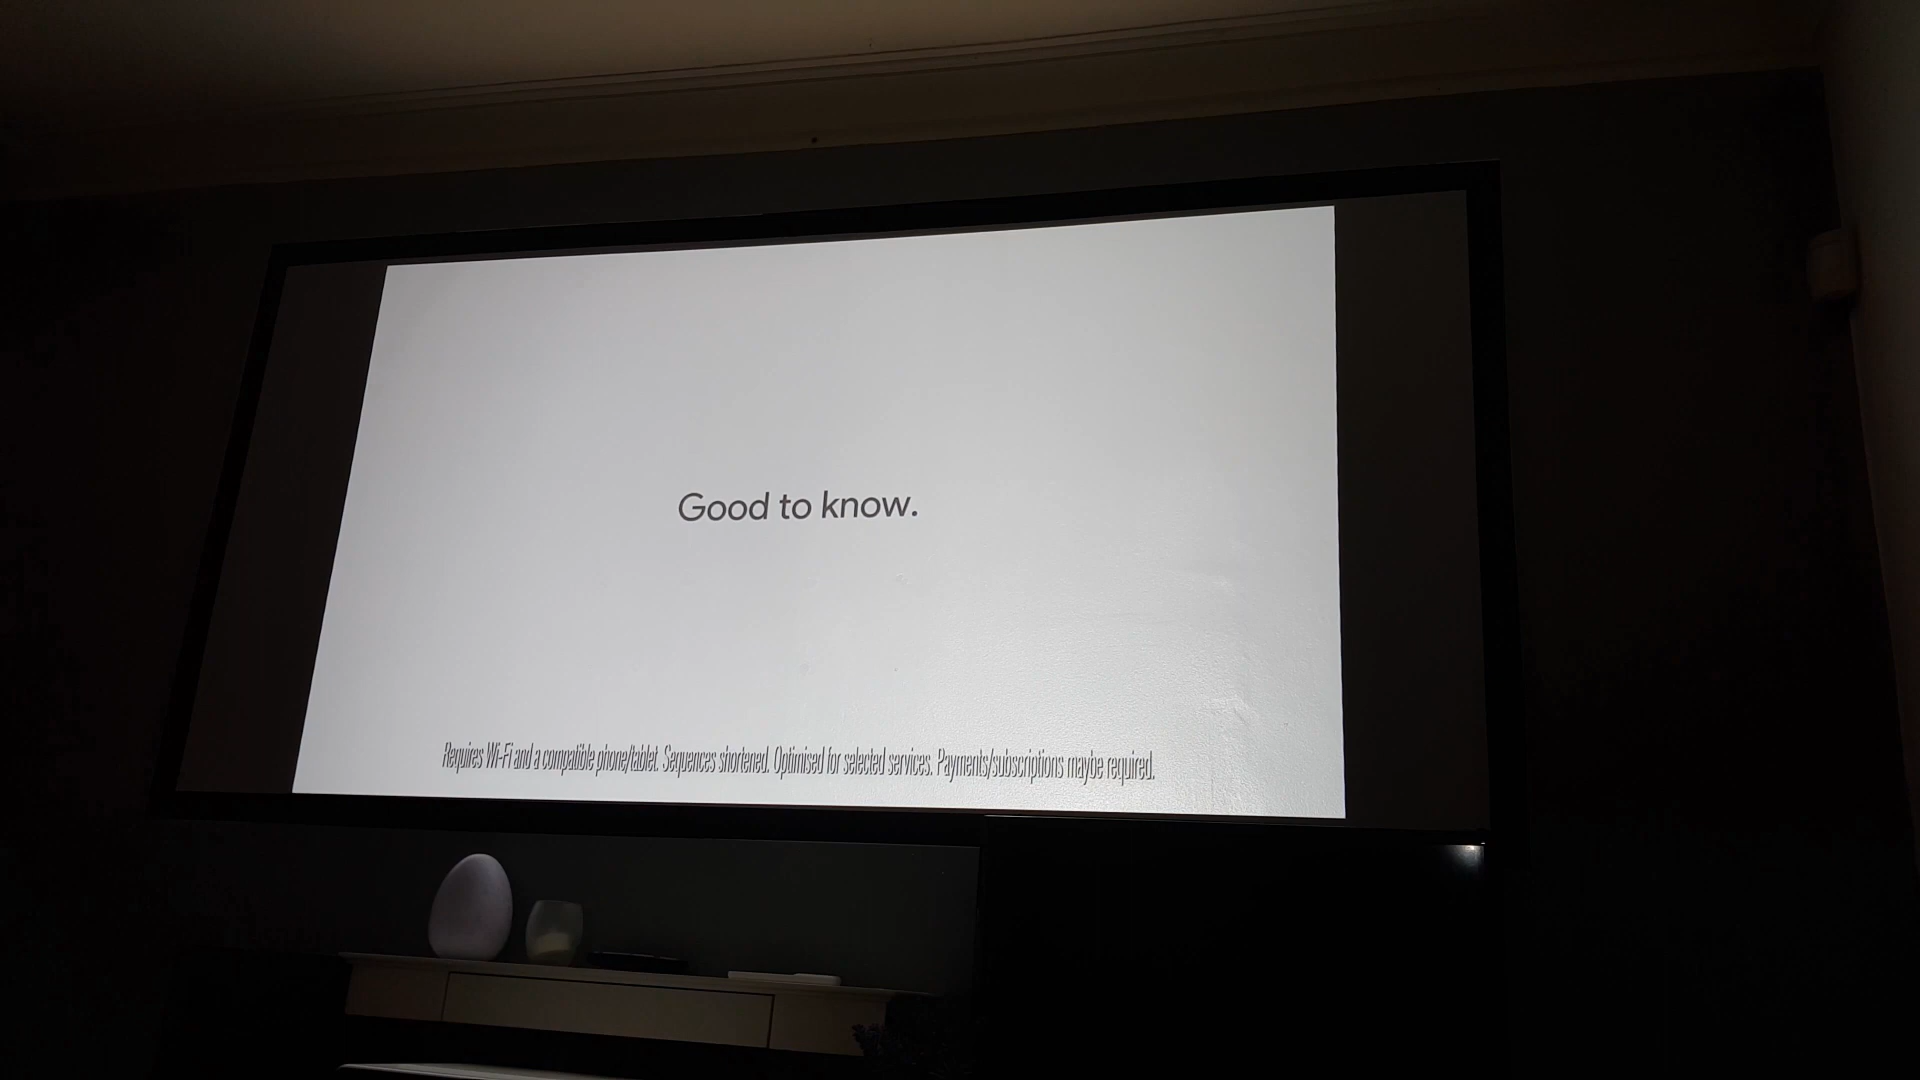 Good to know.
Requires Wi-Fi and a compatible phone/tablet. Sequences shortened. Optimised for selected services. Payments/subscriptions maybe required.